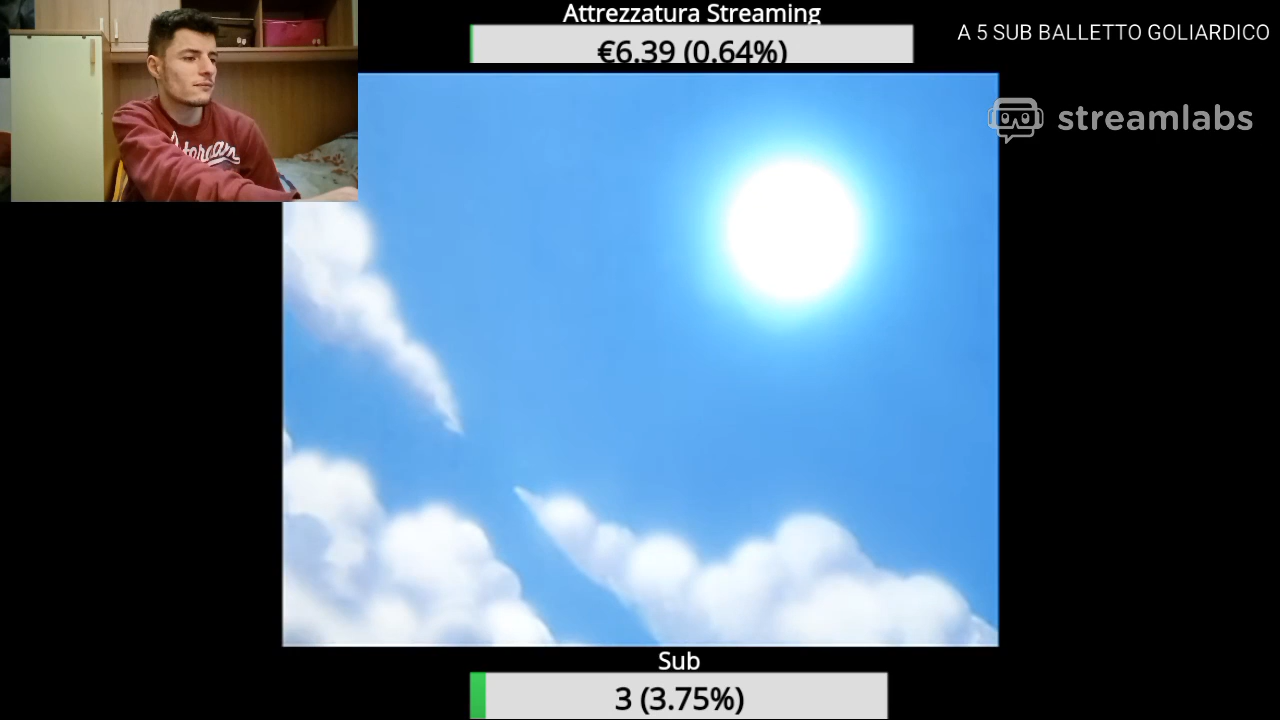 Attrezzatura Streaming
€6.39 (0.64%)
A 5 SUB BALLETTO GOLIARDICO
streamlabs
Sub
3 (3.75%)